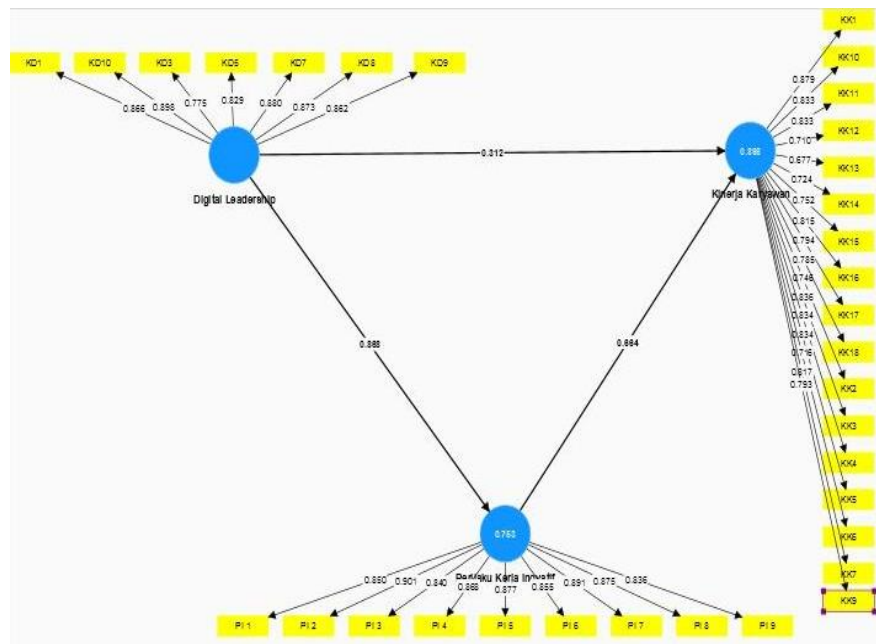 KK1
KD1 KD10 KD3 KD5 KD7 KD8 KD9
KK10
0.879
0.833
KK11
0.866 0.898 0.775 0.829 0.880 0.873 0.862
0.833
KK12
0.710
0.312
0.677
KK13
0.724
Digital Leadership
Kinerja Karyawan
KK14
0.752
0.815
KK15
0.794
0.785
KK16
0.746
0.836
KK17
0.834
0.834
KK18
0.716
0.817
0.793
KK2
KK3
0.868
0.664
KK4
KK5
KK6
KK7
KK9
Perilaku Kerja Inovatif
0.850 0.901 0.840 0.868 0.877 0.855 0.891 0.875 0.836
PI 1 PI 2 PI 3 PI 4 PI 5 PI 6 PI 7 PI 8 PI 9